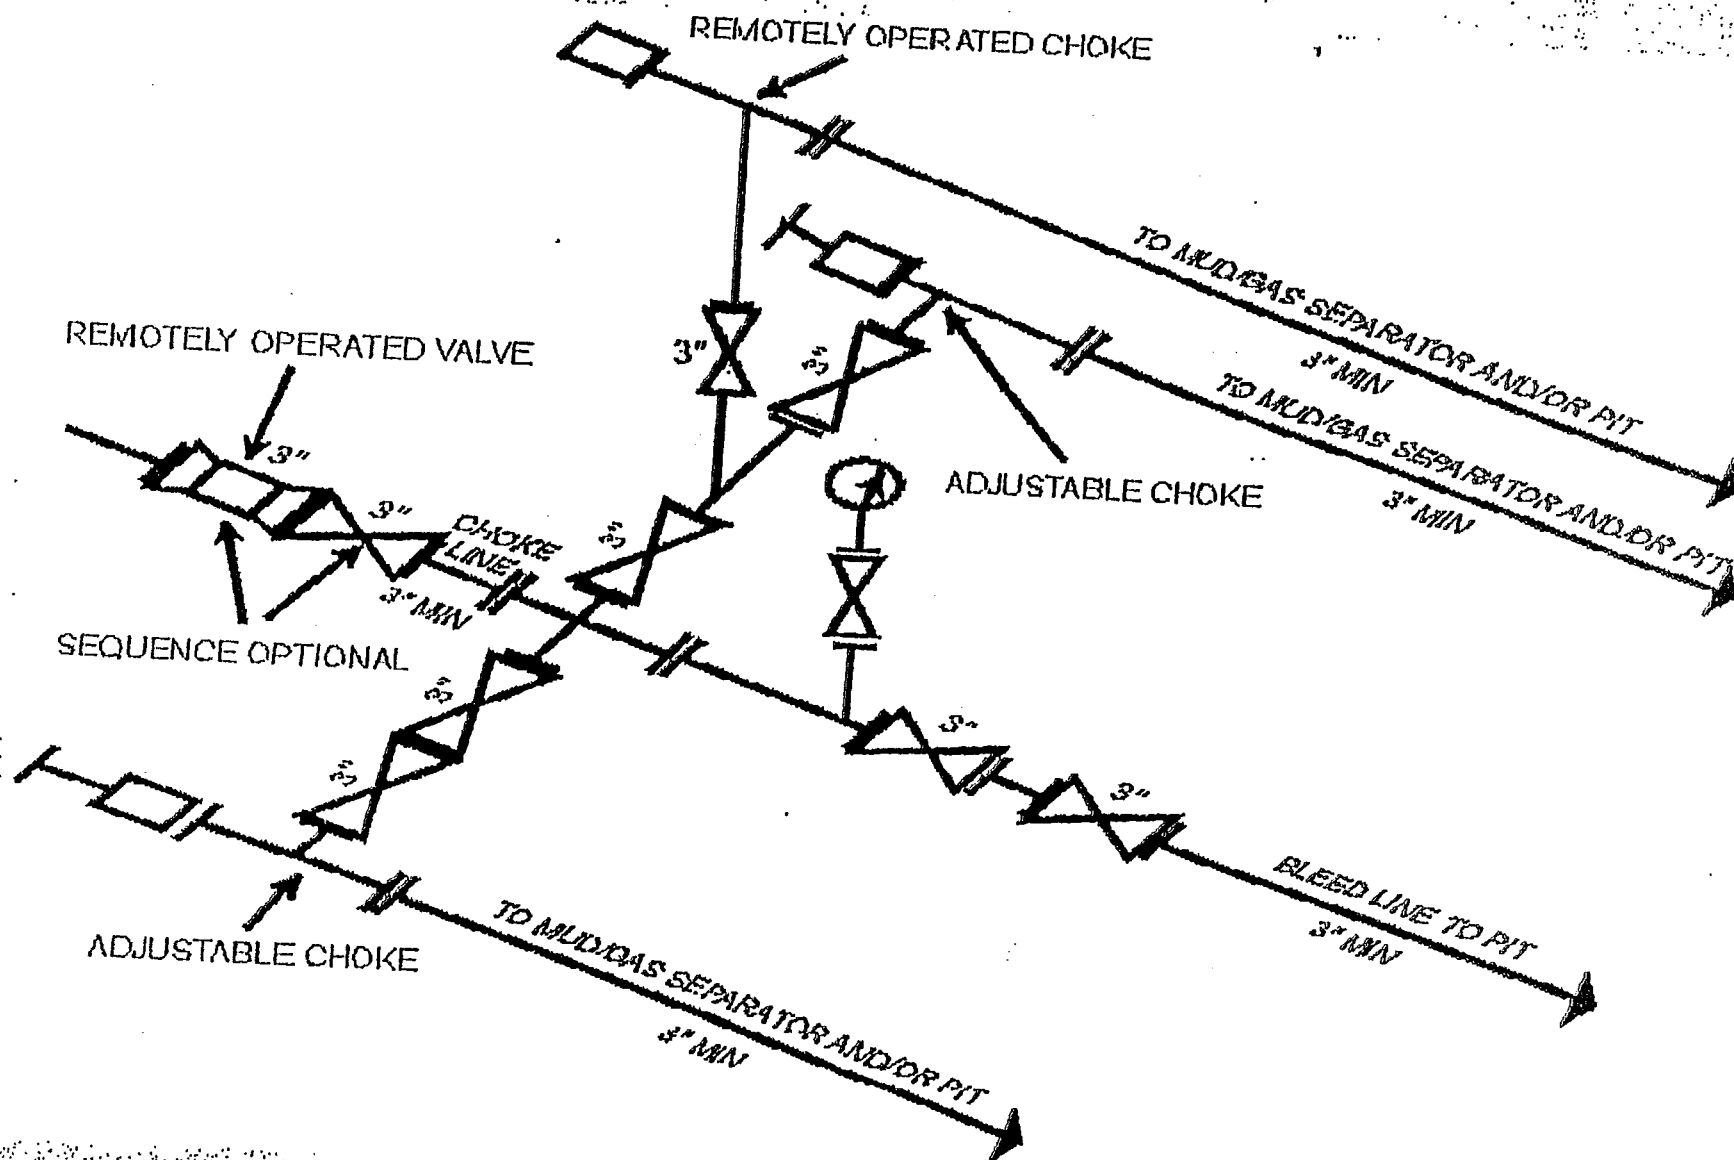 REMOTELY OPERATED CHOKE
TO MUD/GAS SEPARATOR AND/OR PIT
3" MIN
TO MUD/GAS SEPARATOR AND/OR PIT
3" MIN
3"
3"
REMOTELY OPERATED VALVE
3"
3"
CHOKE
LINE
3" MIN
3"
ADJUSTABLE CHOKE
SEQUENCE OPTIONAL
3"
3"
3"
3"
BLEED LINE TO PIT
3" MIN
ADJUSTABLE CHOKE
TO MUD/GAS SEPARATOR AND/OR PIT
3" MIN